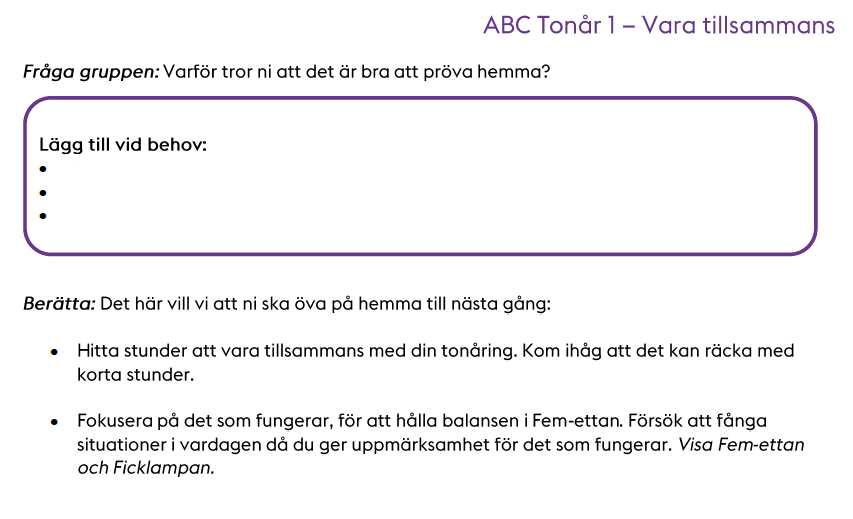 ABC Tonår 1 – Vara tillsammans
Fråga gruppen: Varför tror ni att det är bra att pröva hemma?
Lägg till vid behov:
•
•
•
Berätta: Det här vill vi att ni ska öva på hemma till nästa gång:
• Hitta stunder att vara tillsammans med din tonåring. Kom ihåg att det kan räcka med
korta stunder.
• Fokusera på det som fungerar, för att hålla balansen i Fem-ettan. Försök att fånga
situationer i vardagen då du ger uppmärksamhet för det som fungerar. Visa Fem-ettan
och Ficklampan.